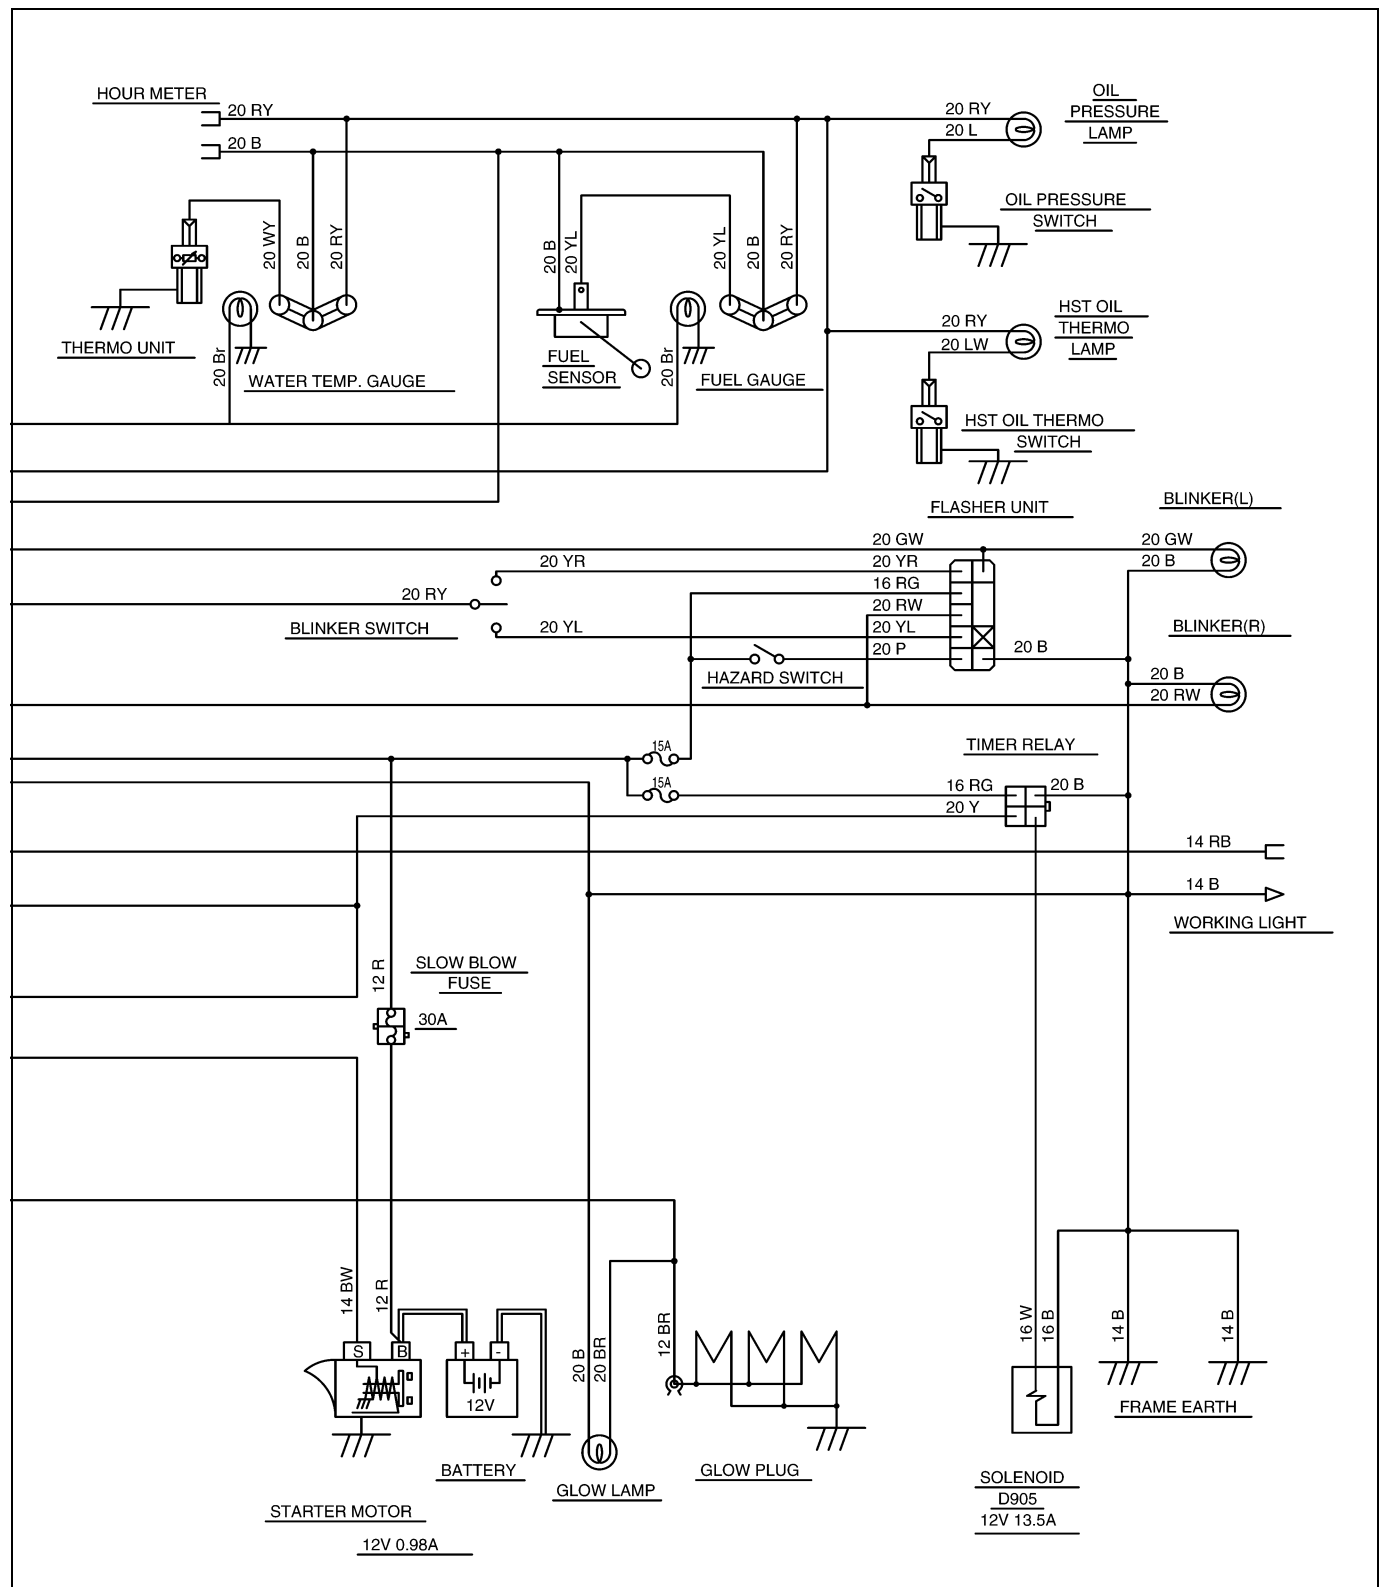 HOUR METER
20 RY
20 B
20 RY
20 L
OIL
PRESSURE
LAMP
OIL PRESSURE
SWITCH
20 WY
20 B
20 RY
20 B
20 YL
20 YL
20 B
20 RY
THERMO UNIT
20 Br
WATER TEMP. GAUGE
FUEL
SENSOR
20 Br
FUEL GAUGE
20 RY
20 LW
HST OIL
THERMO
LAMP
HST OIL THERMO
SWITCH
FLASHER UNIT
BLINKER(L)
20 GW
20 GW
20 B
20 YR
20 YR
16 RG
20 RY
20 RW
BLINKER SWITCH
20 YL
20 YL
BLINKER(R)
20 P
20 B
HAZARD SWITCH
20 B
20 RW
15A
TIMER RELAY
15A
16 RG
20 B
20 Y
14 RB
14 B
WORKING LIGHT
12 R
SLOW BLOW
FUSE
30A
14 BW
12 R
S
B
+
-
12V
20 B
20 BR
12 BR
16 W
16 B
14 B
14 B
FRAME EARTH
BATTERY
GLOW LAMP
GLOW PLUG
SOLENOID
D905
12V 13.5A
STARTER MOTOR
12V 0.98A